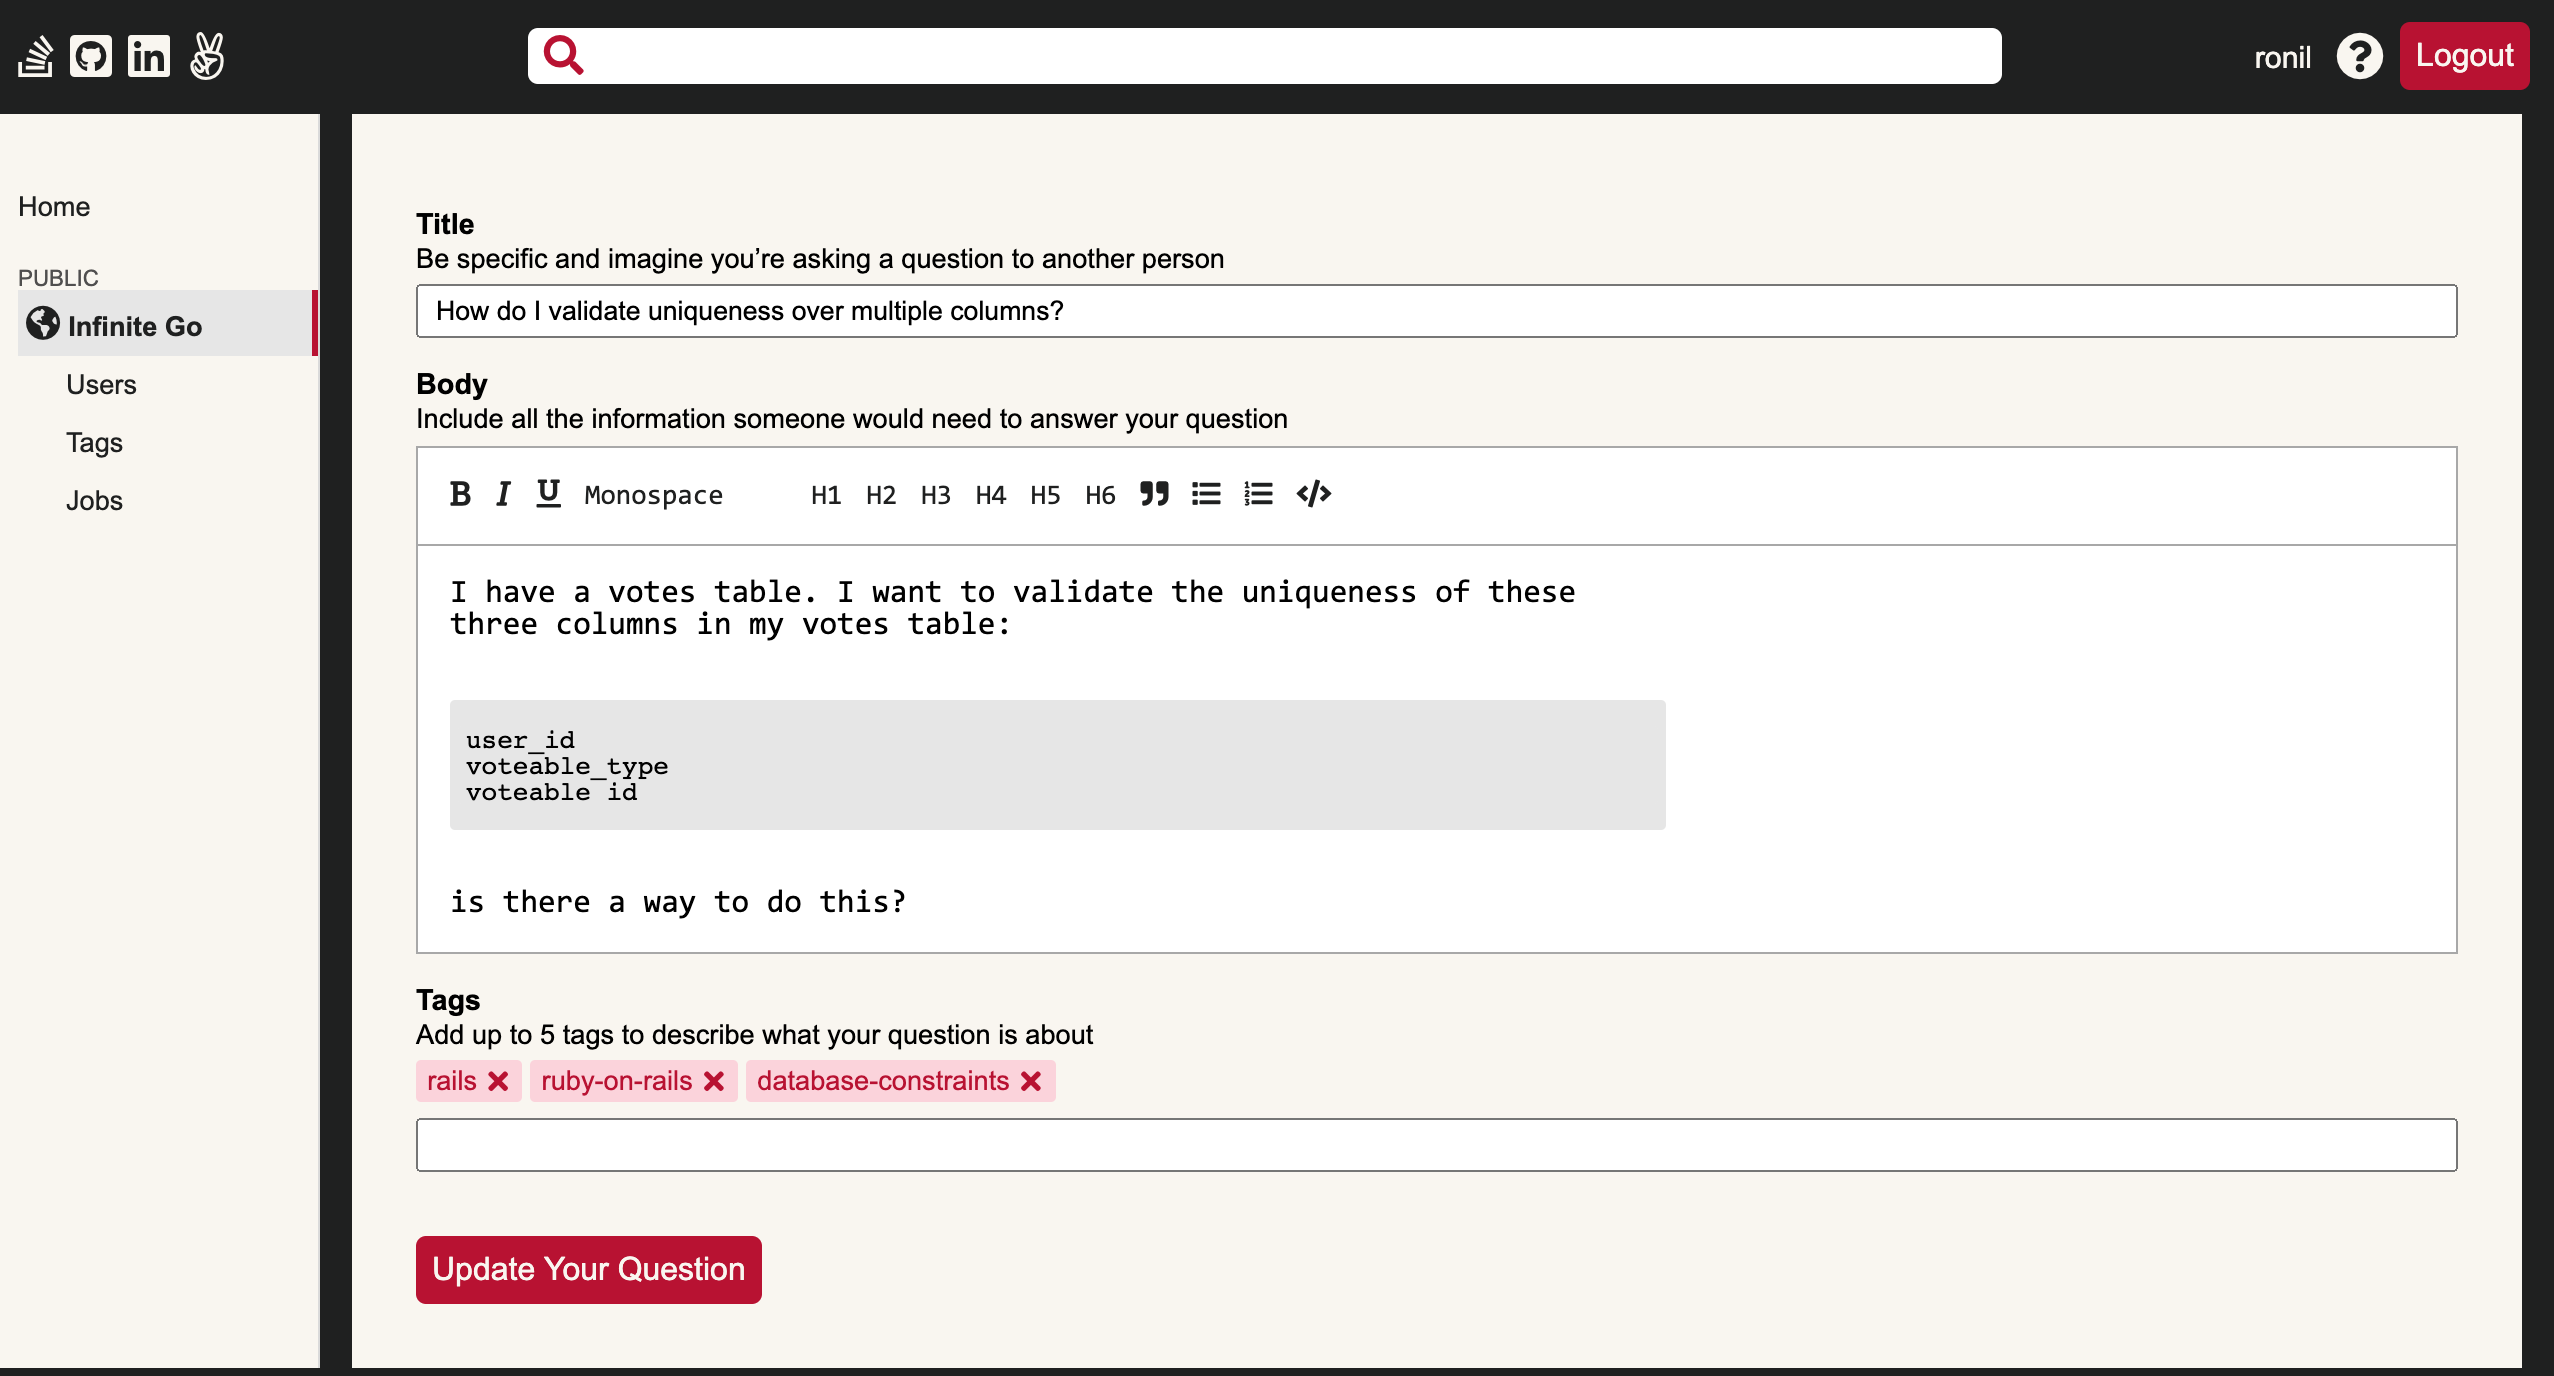 ronil
Logout
Home
PUBLIC
Infinite Go
Users
Tags
Jobs
Title
Be specific and imagine you’re asking a question to another person
How do I validate uniqueness over multiple columns?
Body
Include all the information someone would need to answer your question
B I U Monospace H1 H2 H3 H4 H5 H6
I have a votes table. I want to validate the uniqueness of these
three columns in my votes table:
user_id
voteable_type
voteable id
is there a way to do this?
Tags
Add up to 5 tags to describe what your question is about
rails ruby-on-rails database-constraints
Update Your Question